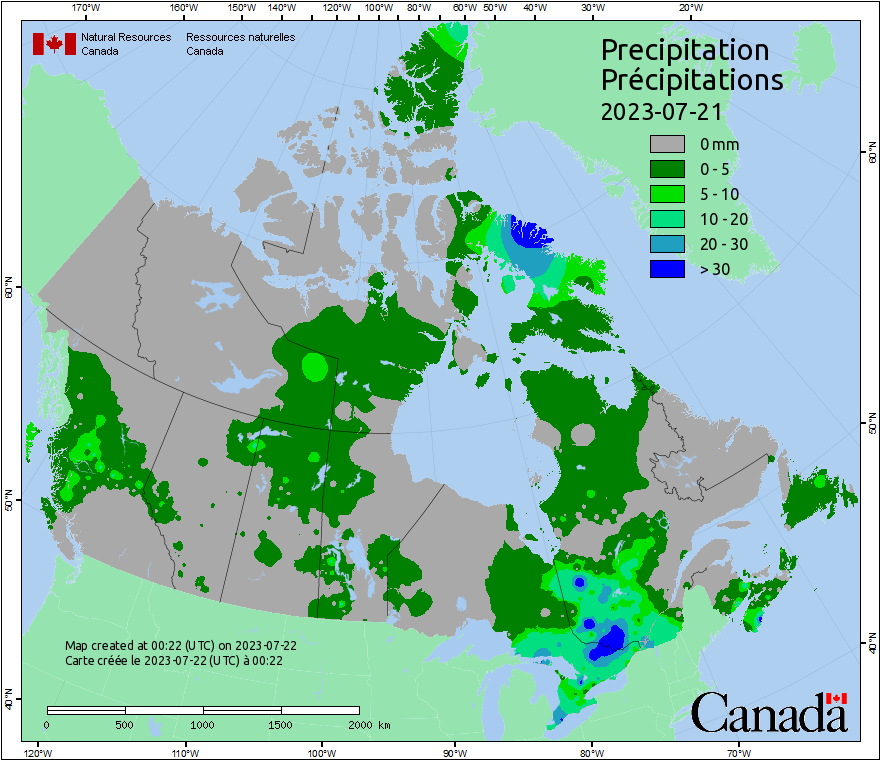 170°W 160°W 150°W 140°W 120°W 100°W 80°W 60°W 50°W 40°W 30°W 20°W
Natural Resources Canada
Ressources naturelles Canada
Precipitation
Précipitations
2023-07-21
0 mm
0 - 5
5 - 10
10 - 20
20 - 30
> 30
60°N
60°N
50°N
50°N
40°N
40°N
Map created at 00:22 (UTC) on 2023-07-22
Carte créée le 2023-07-22 (UTC) à 00:22
0 500 1000 1500 2000 km
Canada
120°W 110°W 100°W 90°W 80°W 70°W